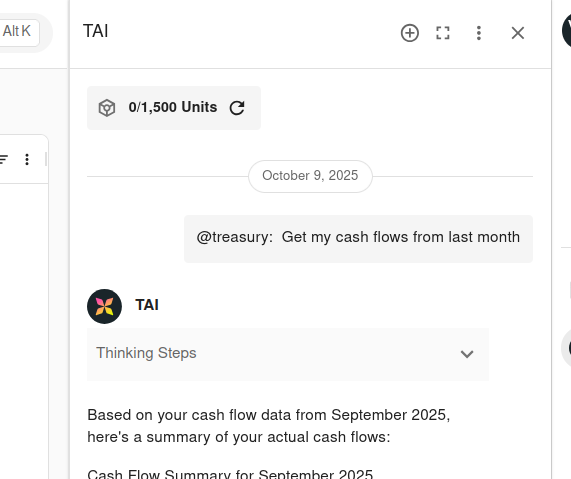 Alt K
TAI
0/1,500 Units
October 9, 2025
@treasury: Get my cash flows from last month
TAI
Thinking Steps
Based on your cash flow data from September 2025,
here's a summary of your actual cash flows:
Cash Flow Summary for September 2025